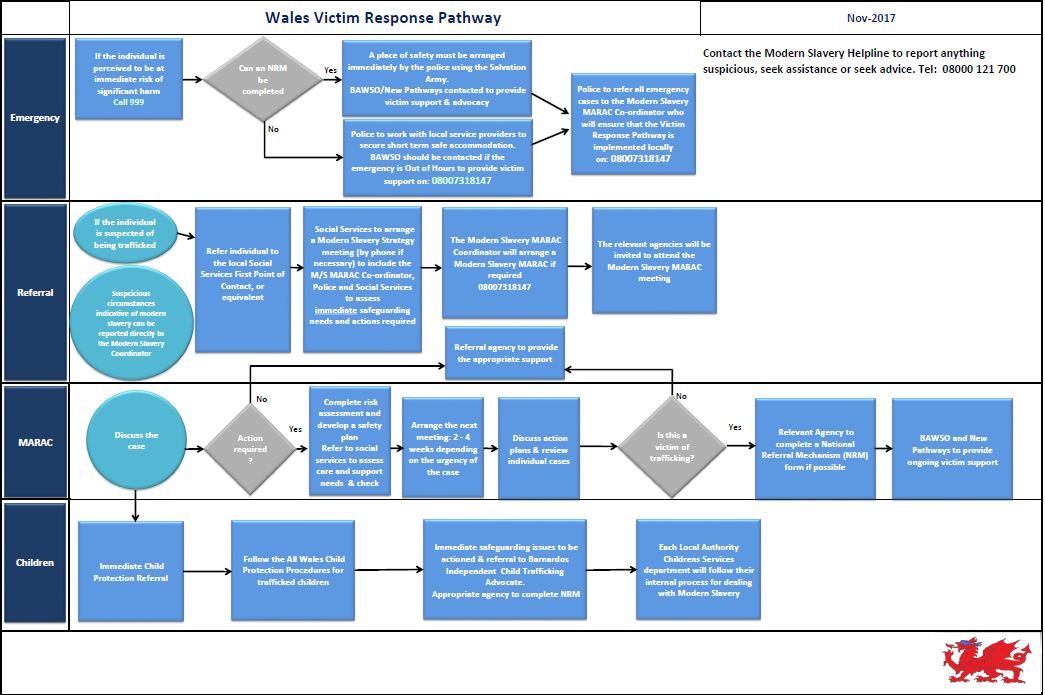 Wales Victim Response Pathway
Nov-2017
Contact the Modern Slavery Helpline to report anything
suspicious, seek assistance or seek advice. Tel:  08000 121 700
Emergency
If the individual is
perceived to be at
immediate risk of
significant harm
Call 999
Can an NRM
be
completed
Yes
No
A place of safety must be arranged
immediately by the police using the Salvation
Army.
BAWSO/New Pathways contacted to provide
victim support & advocacy
Police to work with local service providers to
secure short term safe accommodation.
BAWSO should be contacted if the
emergency is Out of Hours to provide victim
support on: 08007318147
Police to refer all emergency
cases to the Modern Slavery
MARAC Co-ordinator who
will ensure that the Victim
Response Pathway is
implemented locally
on: 08007318147
Referral
If the individual
is suspected of
being trafficked
Suspcicious
circumstances
indicative of modern
slavery can be
reported directly to
the Modern Slavery
Coordinator
Refer individual to
the local Social
Services First Point of
Contact, or
equivalent
Social Services to arrange
a Modern Slavery Strategy
meeting (by phone if
necessary) to include the
M/S MARAC Co-ordinator,
Police and Social Services
to assess
immediate safeguarding
needs and actions required
The Modern Slavery MARAC
Coordinator will arrange a
Modern Slavery MARAC if
required
08007318147
The relevant agencies will be
invited to attend the
Modern Slavery MARAC
meeting
Referral agency to provide
the appropriate support
MARAC
Discuss the
case
Action
required
?
No
Yes
Complete risk
assessment and
develop a safety
plan
Refer to social
services to assess
care and support
needs  & check
Arrange the next
meeting: 2 - 4
weeks depending
on the urgency of
the case
Discuss action
plans & review
individual cases
Is this a
victim of
trafficking?
No
Yes
Relevant Agency to
complete a National
Referral Mechanism (NRM)
form if possible
BAWSO and New
Pathways to provide
ongoing victim support
Children
Immediate Child
Protection Referral
Follow the All Wales Child
Protection Procedures for
trafficked children
Immediate safeguarding issues to be
actioned & referral to Barnardos
Independent  Child Trafficking
Advocate.
Appropriate agency to complete NRM
Each Local Authority
Childrens Services
department will follow their
internal process for dealing
with Modern Slavery